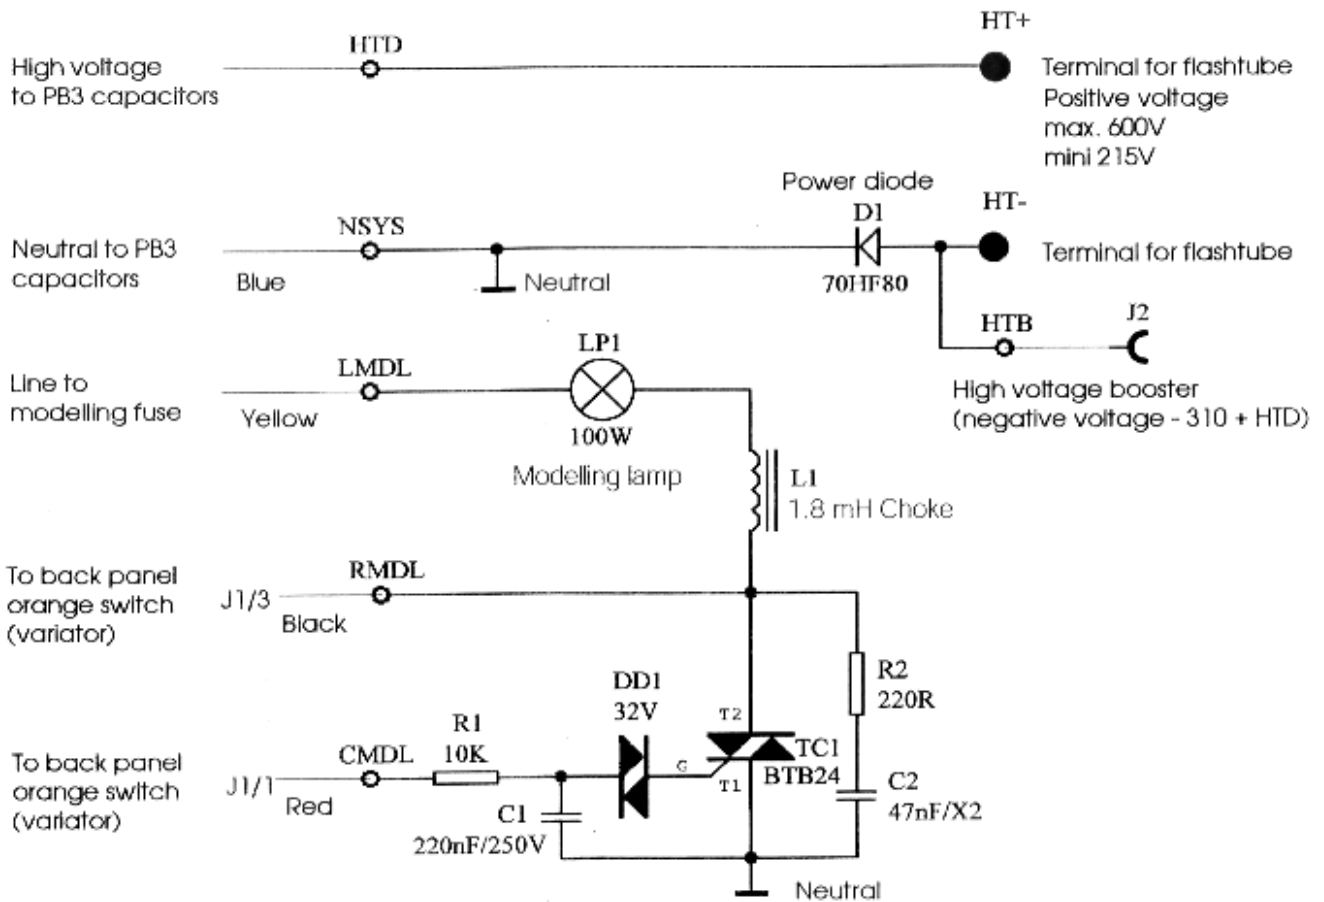 HT+
HTD
High voltage
to PB3 capacitors
Terminal for flashtube
Positive voltage
max. 600V
mini 215V
Power diode
D1
HT-
NSYS
Neutral to PB3
capacitors
Blue
Neutral
70HF80
Terminal for flashtube
J2
HTB
LP1
LMDL
Line to
modelling fuse
Yellow
100W
High voltage booster
(negative voltage - 310 + HTD)
Modelling lamp
L1
1.8 mH Choke
To back panel
orange switch
(variator)
RMDL
J1/3
Black
R2
220R
DD1
32V
T2
R1
10K
CMDL
To back panel
orange switch
(variator)
J1/1
Red
G
T1
TC1
BTB24
C2
47nF/X2
C1
220nF/250V
Neutral